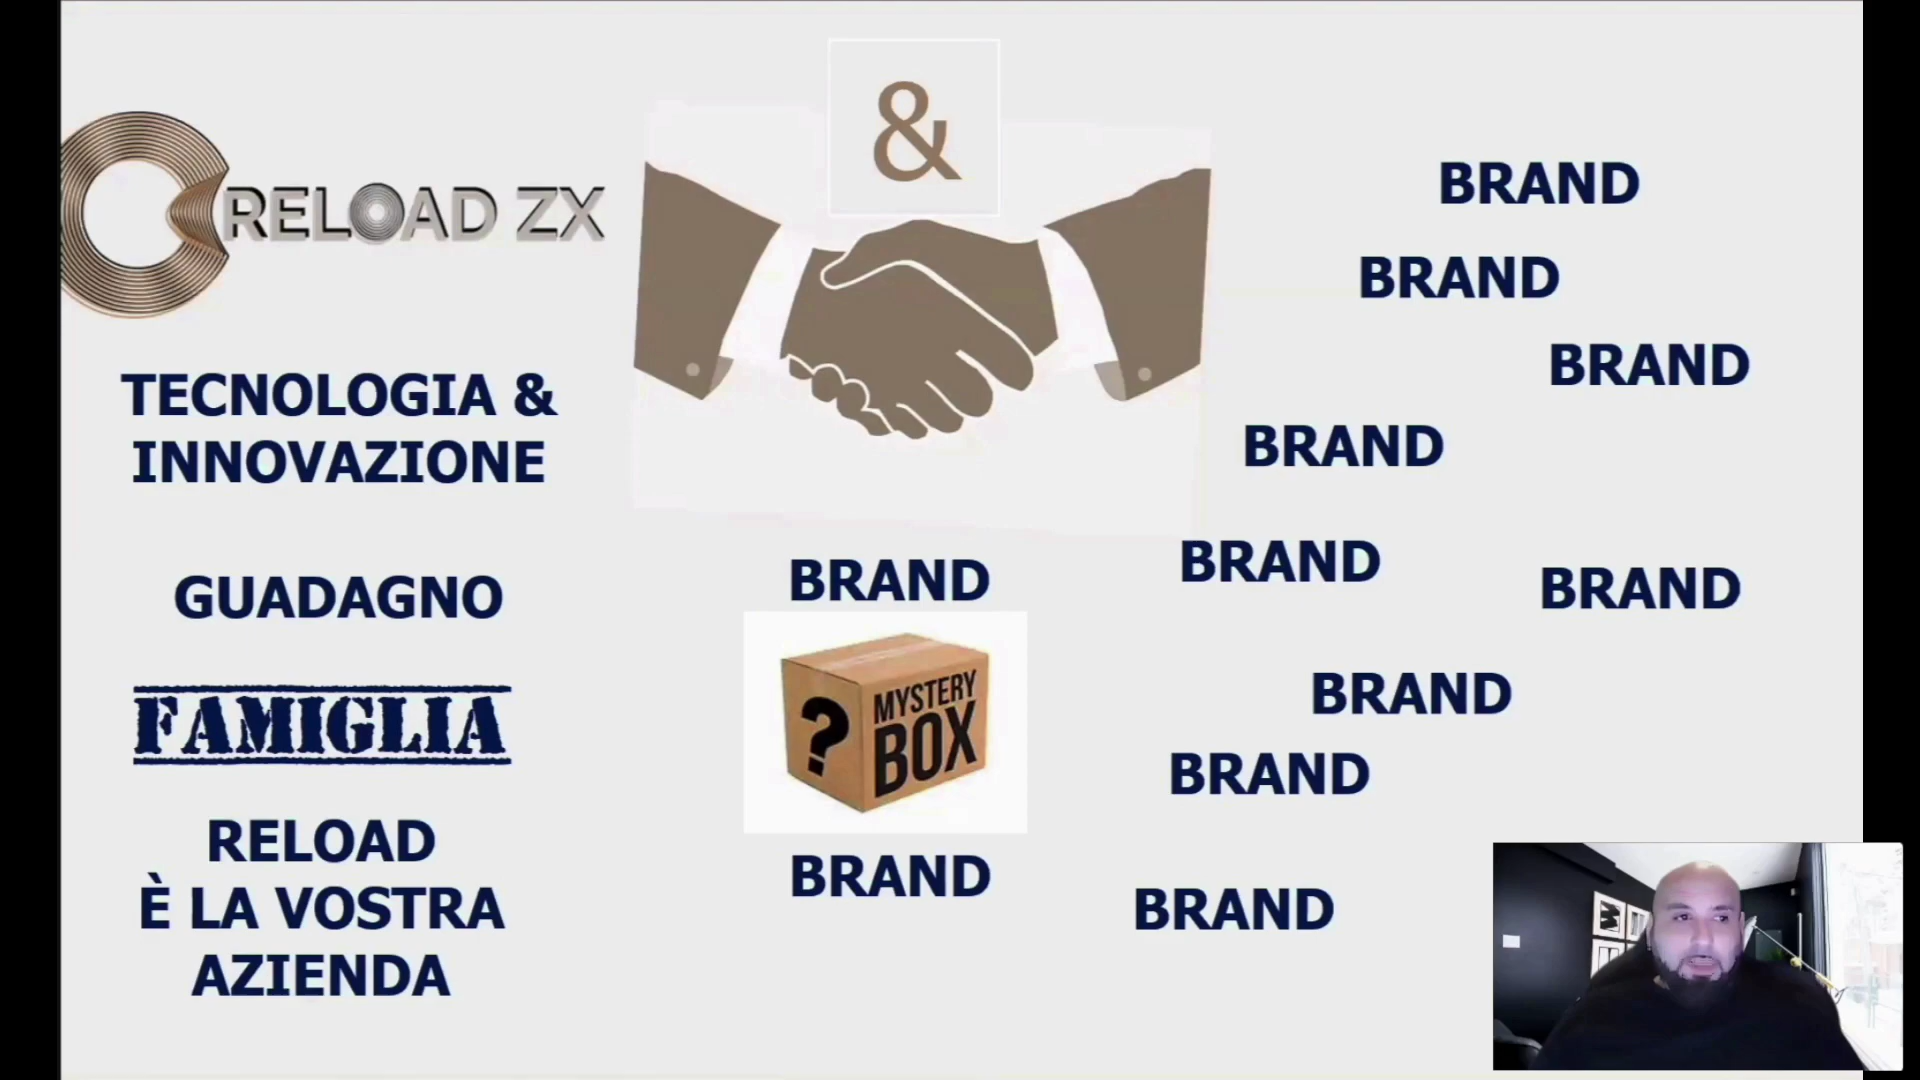 RELOAD ZX
TECNOLOGIA &
INNOVAZIONE
GUADAGNO
FAMIGLIA
RELOAD
È LA VOSTRA
AZIENDA
&
BRAND
? MYSTERY
BOX
BRAND
BRAND
BRAND
BRAND
BRAND
BRAND
BRAND
BRAND
BRAND
BRAND